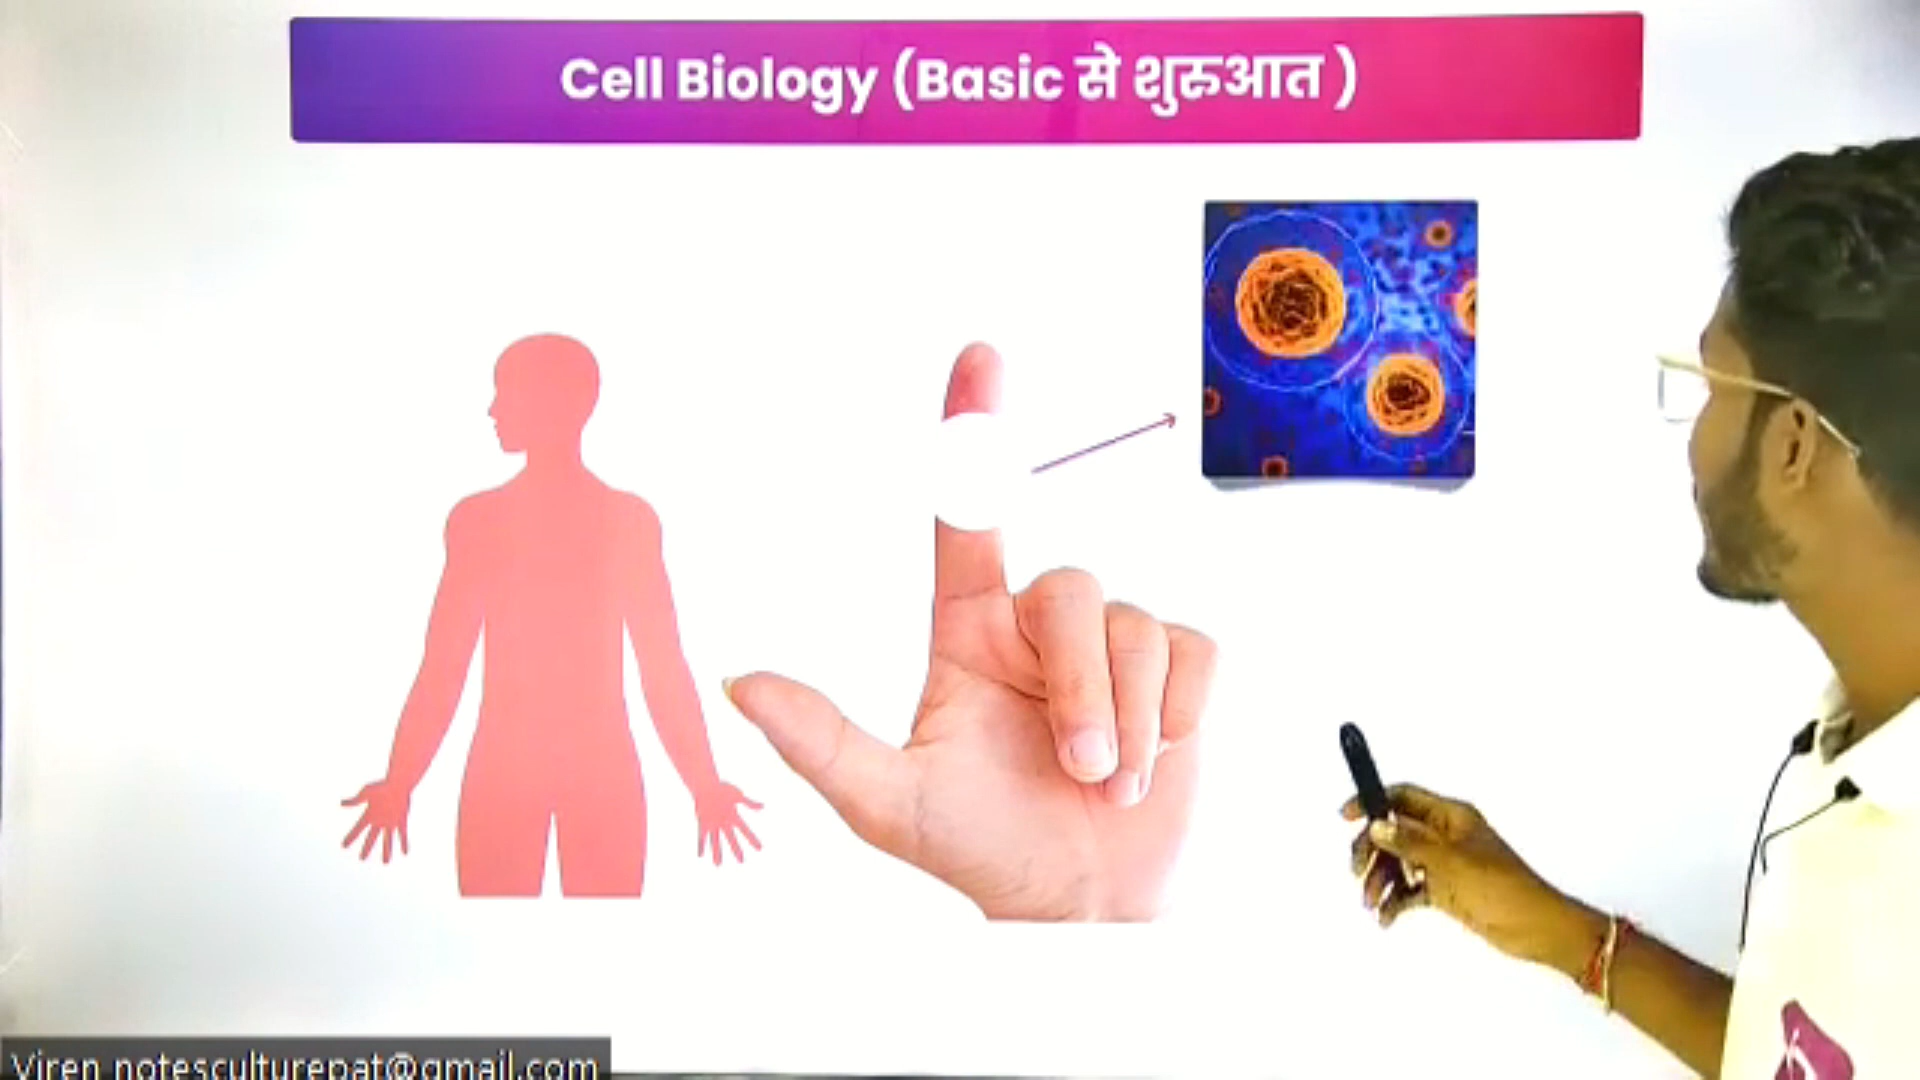 Cell Biology (Basic से शुरुआत )
Viren notesculturepat@gmail.com